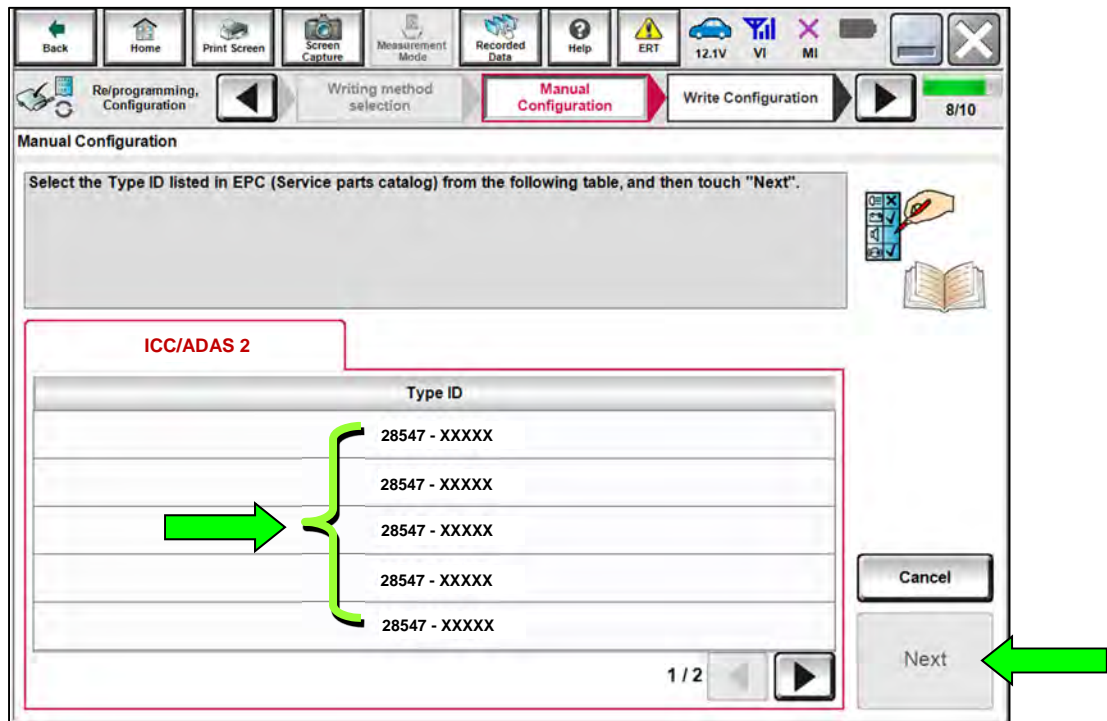 Back
Home
Print Screen
Screen
Capture
Measurement
Mode
Recorded
Data
Help
ERT
12.1V
VI
MI
Re/programming,
Configuration
Writing method
selection
Manual
Configuration
Write Configuration
8/10
Manual Configuration
Select the Type ID listed in EPC (Service parts catalog) from the following table, and then touch "Next".
ICC/ADAS 2
Type ID
28547 - XXXXX
28547 - XXXXX
28547 - XXXXX
28547 - XXXXX
28547 - XXXXX
Cancel
1 / 2
Next